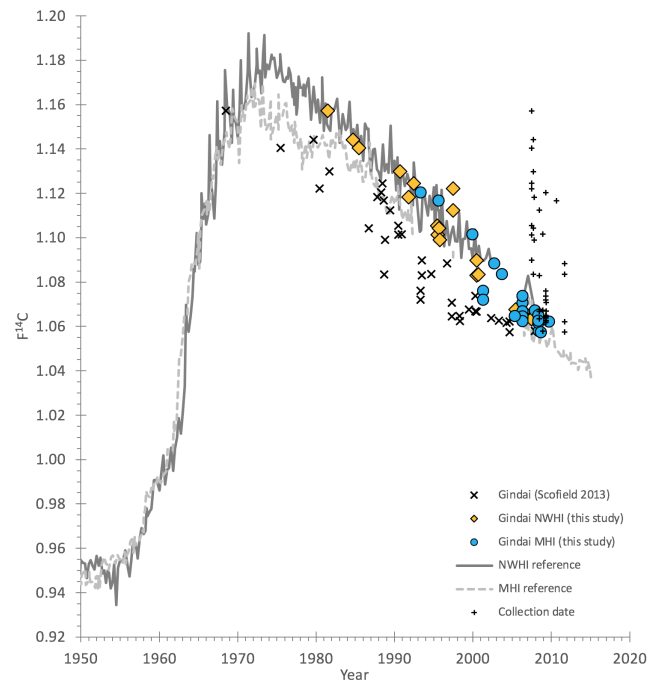 1.20
1.18
1.16
1.14
1.12
1.10
1.08
1.06
1.04
1.02
1.00
0.98
0.96
0.94
0.92
F¹⁴C
Gindai (Scofield 2013)
Gindai NWHI (this study)
Gindai MHI (this study)
NWHI reference
MHI reference
Collection date
1950 1960 1970 1980 1990 2000 2010 2020
Year